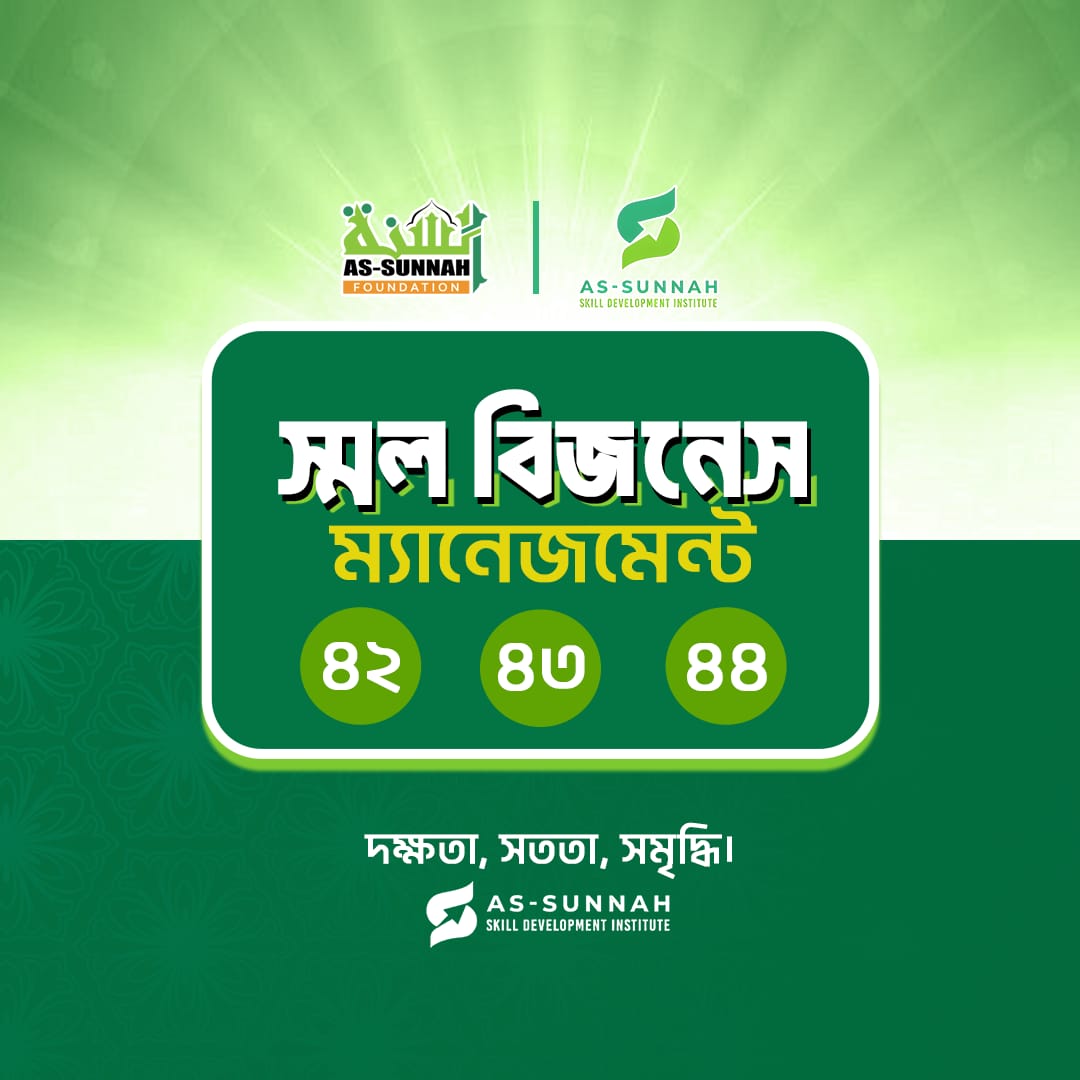 السنة
AS-SUNNAH
FOUNDATION
AS-SUNNAH
SKILL DEVELOPMENT INSTITUTE
স্মল বিজনেস
ম্যানেজমেন্ট
৪২ ৪৩ ৪৪
দক্ষতা, সততা, সমৃদ্ধি।
AS-SUNNAH
SKILL DEVELOPMENT INSTITUTE